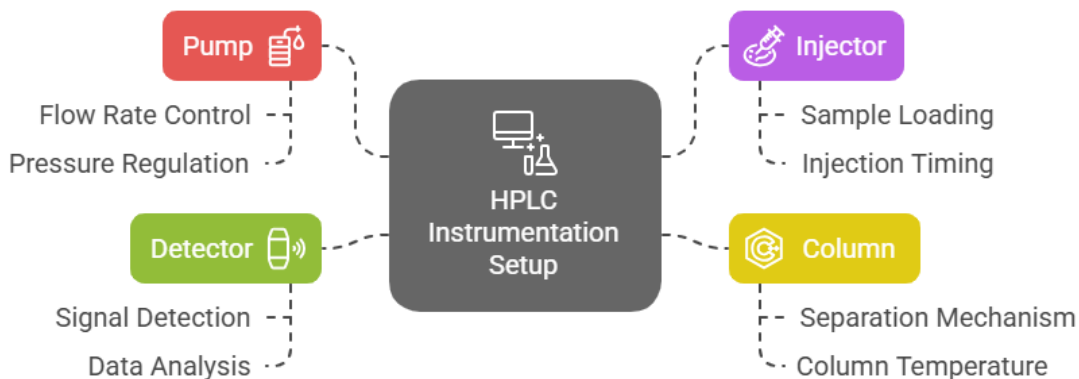 Pump
Flow Rate Control
Pressure Regulation
Injector
Sample Loading
Injection Timing
HPLC
Instrumentation
Setup
Detector
Signal Detection
Data Analysis
Column
Separation Mechanism
Column Temperature